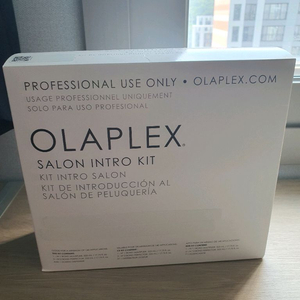 PROFESSIONAL USE ONLY • OLAPLEX.COM
USAGE PROFESSIONNEL UNIQUEMENT
SOLO PARA USO PROFESIONAL
OLAPLEX.
SALON INTRO KIT
KIT INTRO SALON
KIT DE INTRODUCCIÓN AL
SALÓN DE PELUQUERÍA